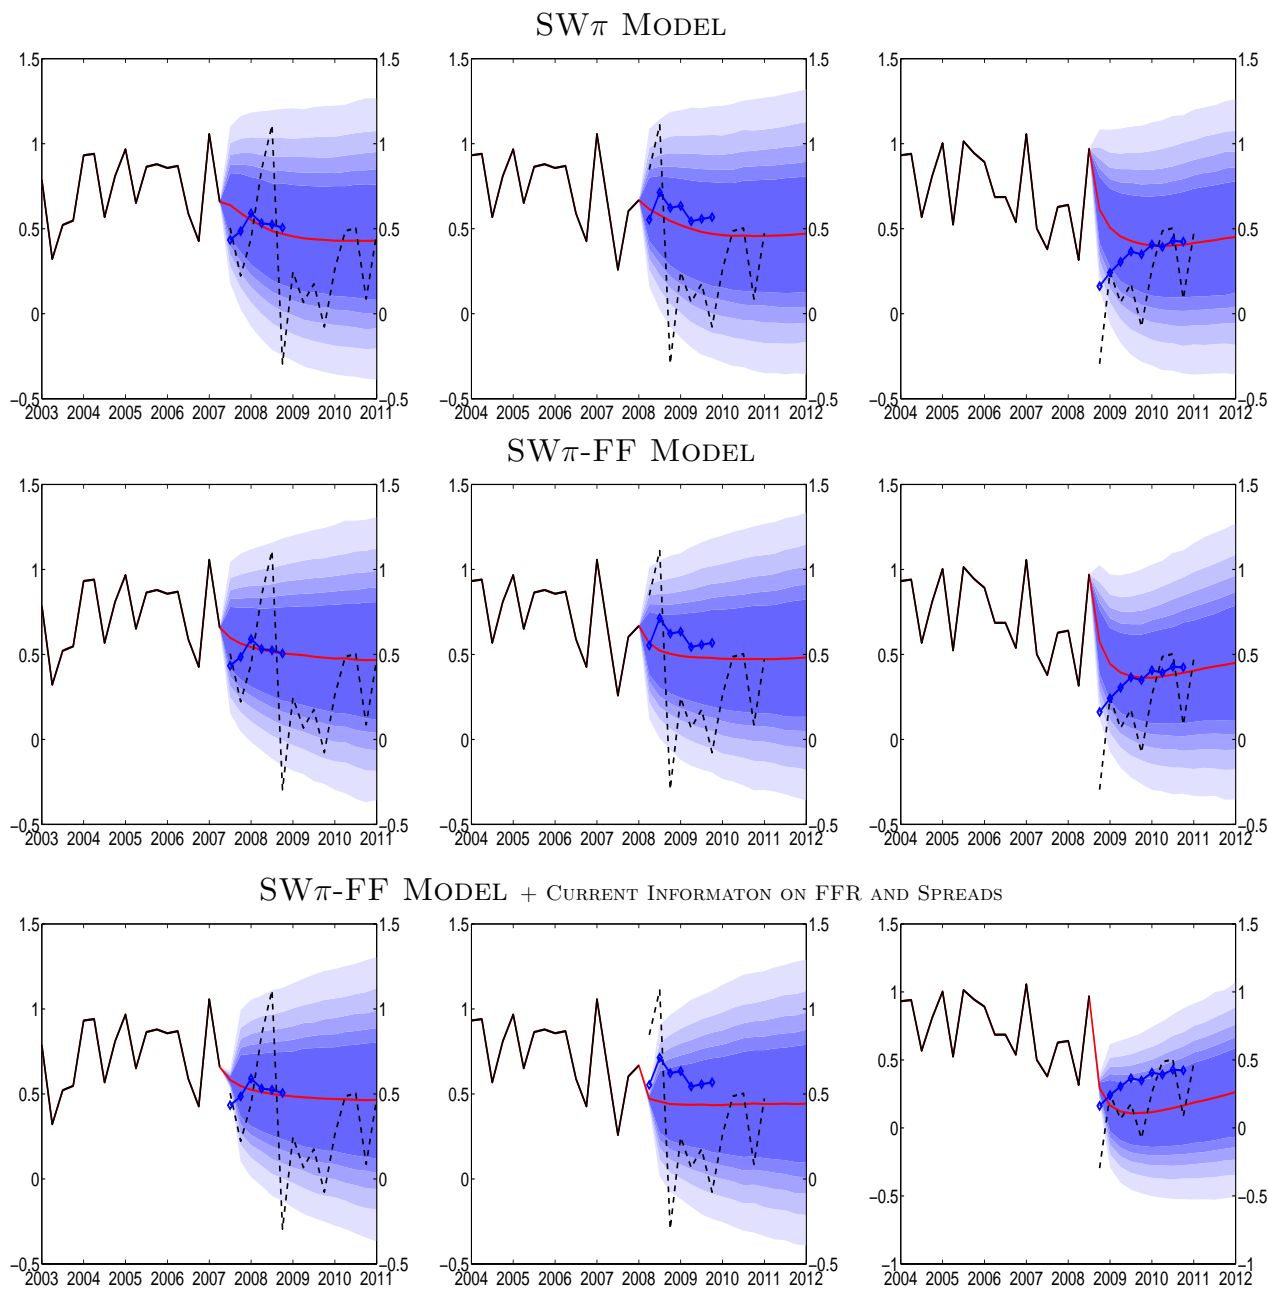 SWπ MODEL
1.5 1.5 1.5 1.5 1.5 1.5
1 1 1 1 1 1
0.5 0.5 0.5 0.5 0.5 0.5
0 0 0 0 0 0
−0.5 −0.5 −0.5 −0.5 −0.5 −0.5
2003 2004 2005 2006 2007 2008 2009 2010 2011 2004 2005 2006 2007 2008 2009 2010 2011 2012 2004 2005 2006 2007 2008 2009 2010 2011 2012
SWπ-FF MODEL
1.5 1.5 1.5 1.5 1.5 1.5
1 1 1 1 1 1
0.5 0.5 0.5 0.5 0.5 0.5
0 0 0 0 0 0
−0.5 −0.5 −0.5 −0.5 −0.5 −0.5
2003 2004 2005 2006 2007 2008 2009 2010 2011 2004 2005 2006 2007 2008 2009 2010 2011 2012 2004 2005 2006 2007 2008 2009 2010 2011 2012
SWπ-FF MODEL + CURRENT INFORMATON ON FFR AND SPREADS
1.5 1.5 1.5 1.5 1.5 1.5
1 1 1 1 1 1
0.5 0.5 0.5 0.5 0.5 0.5
0 0 0 0 0 0
−0.5 −0.5 −0.5 −0.5 −0.5 −0.5
−1 −1
2003 2004 2005 2006 2007 2008 2009 2010 2011 2004 2005 2006 2007 2008 2009 2010 2011 2012 2004 2005 2006 2007 2008 2009 2010 2011 2012